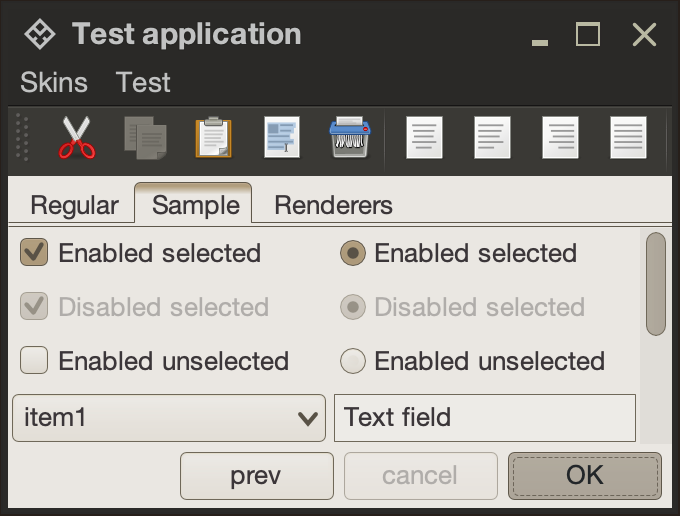 Test application
Skins Test
Regular Sample Renderers
Enabled selected Enabled selected
Disabled selected Disabled selected
Enabled unselected Enabled unselected
item1 Text field
prev cancel OK